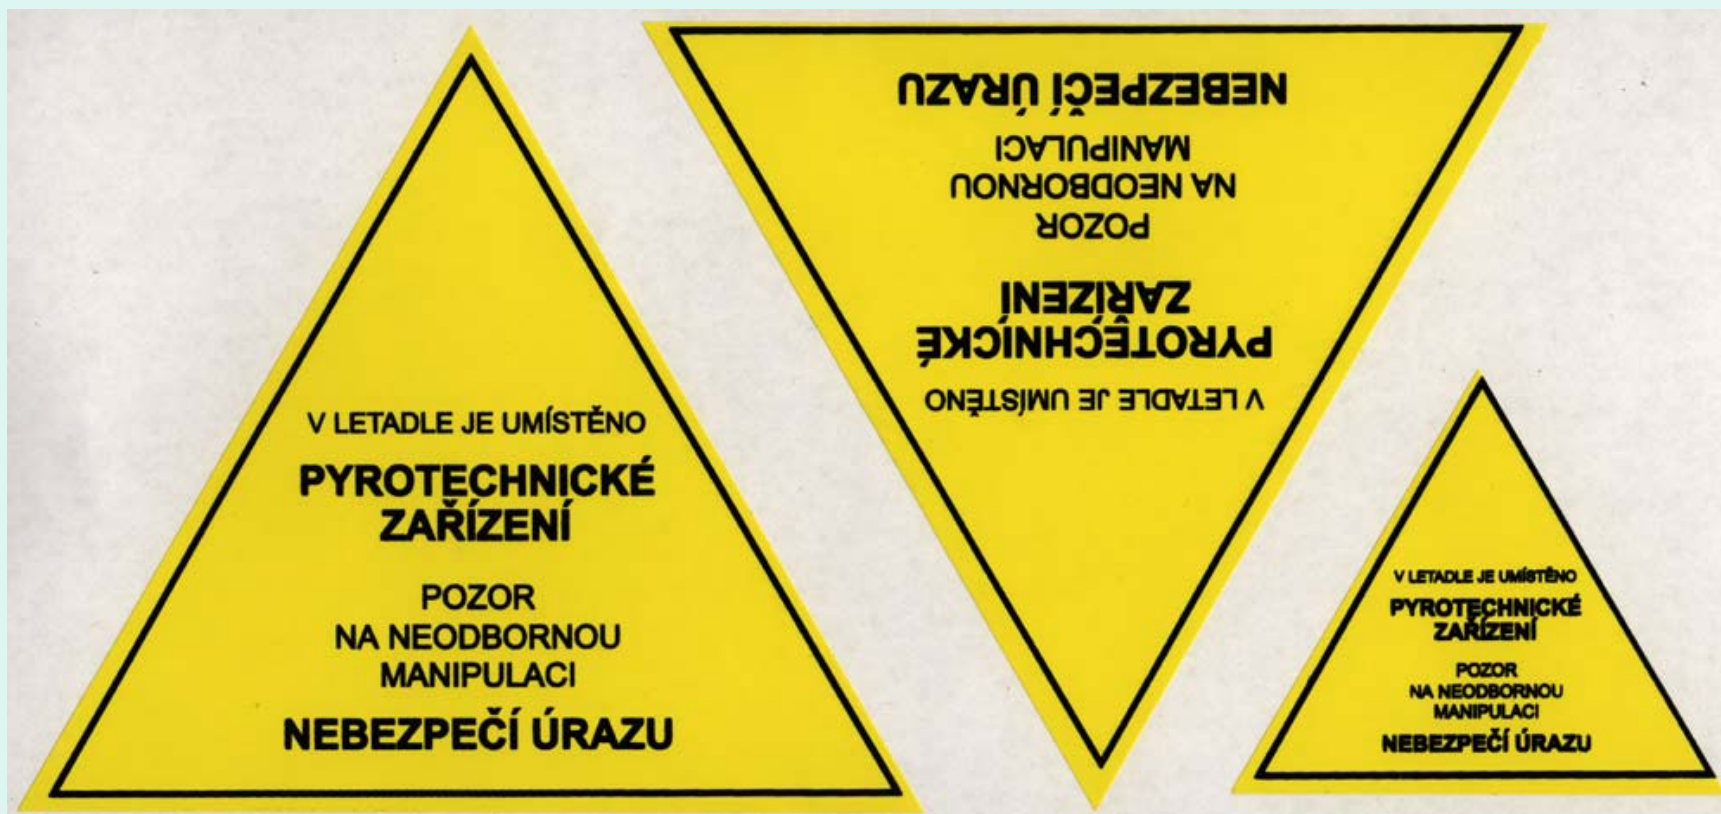 V LETADLE JE UMÍSTĚNO
PYROTECHNICKÉ
ZAŘÍZENÍ
POZOR
NA NEODBORNOU
MANIPULACI
NEBEZPEČÍ ÚRAZU
V LETADLE JE UMÍSTĚNO
PYROTECHNICKÉ
ZAŘÍZENÍ
POZOR
NA NEODBORNOU
MANIPULACI
NEBEZPEČÍ ÚRAZU
V LETADLE JE UMÍSTĚNO
PYROTECHNICKÉ
ZAŘÍZENÍ
POZOR
NA NEODBORNOU
MANIPULACI
NEBEZPEČÍ ÚRAZU